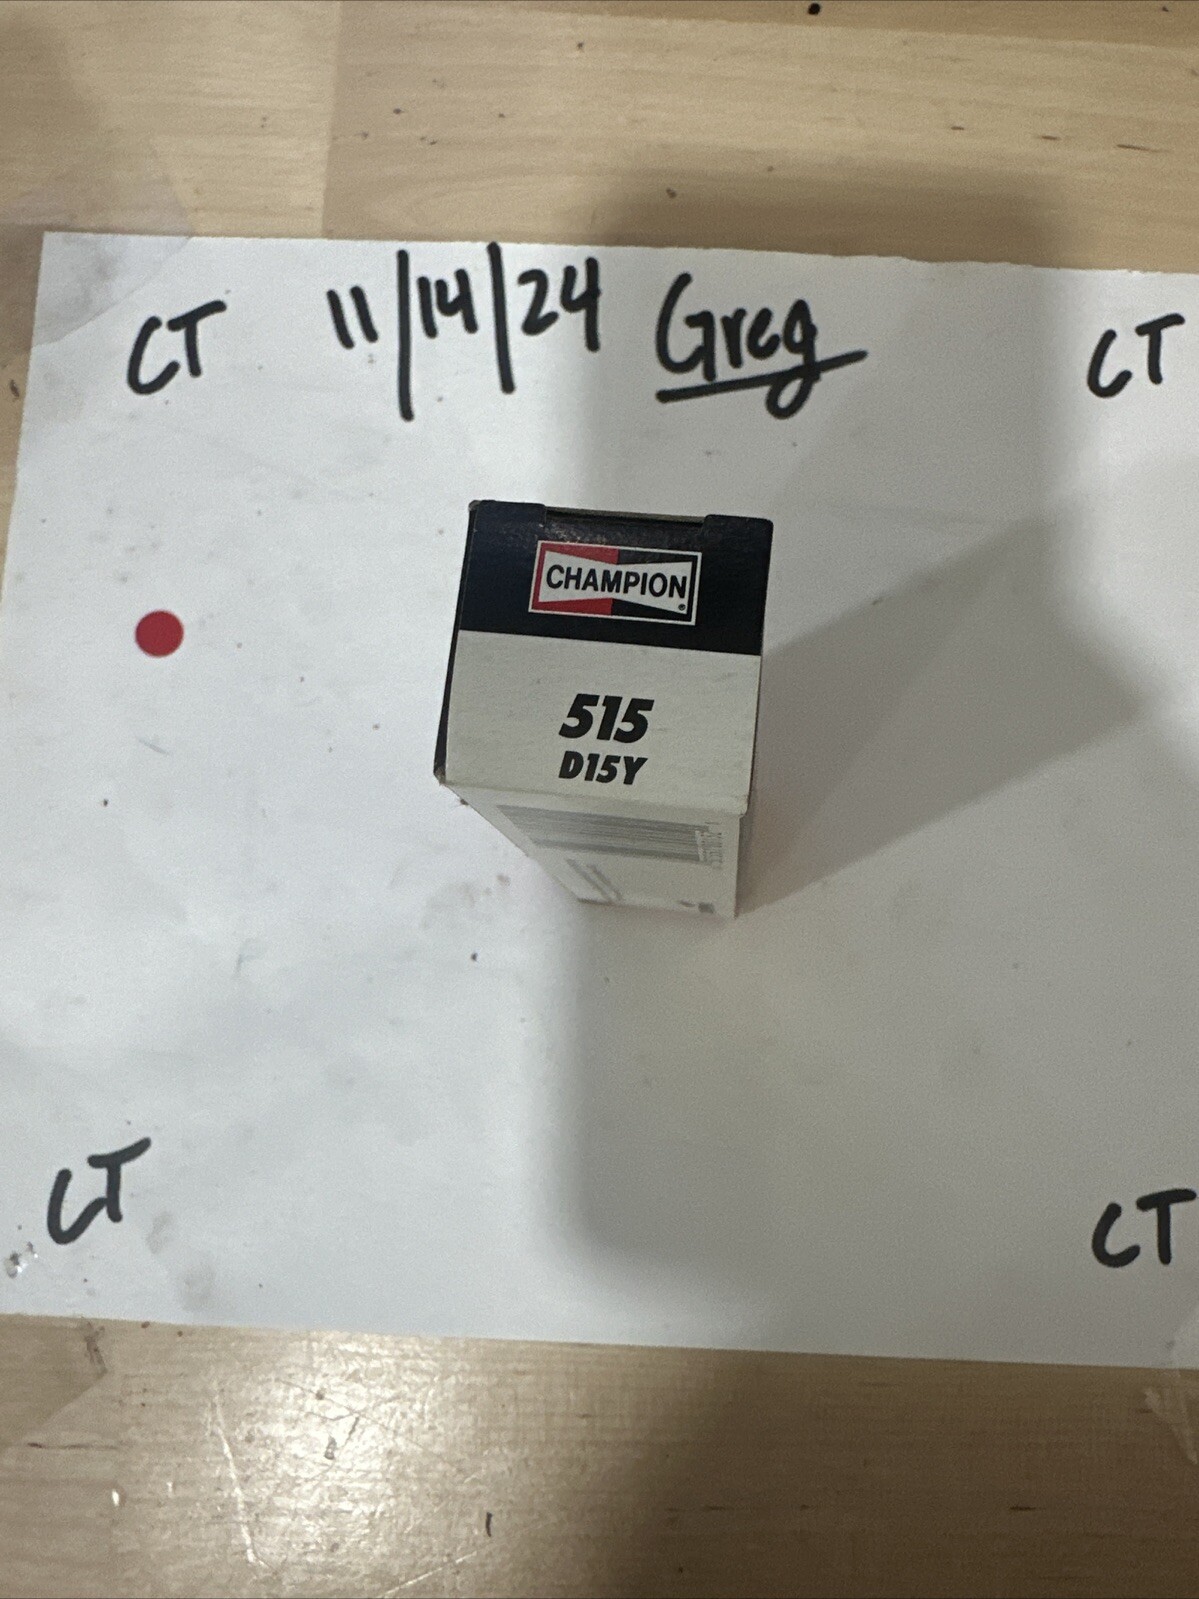 CT 11/14/24 Greg CT
CHAMPION
515
D15Y
CT CT